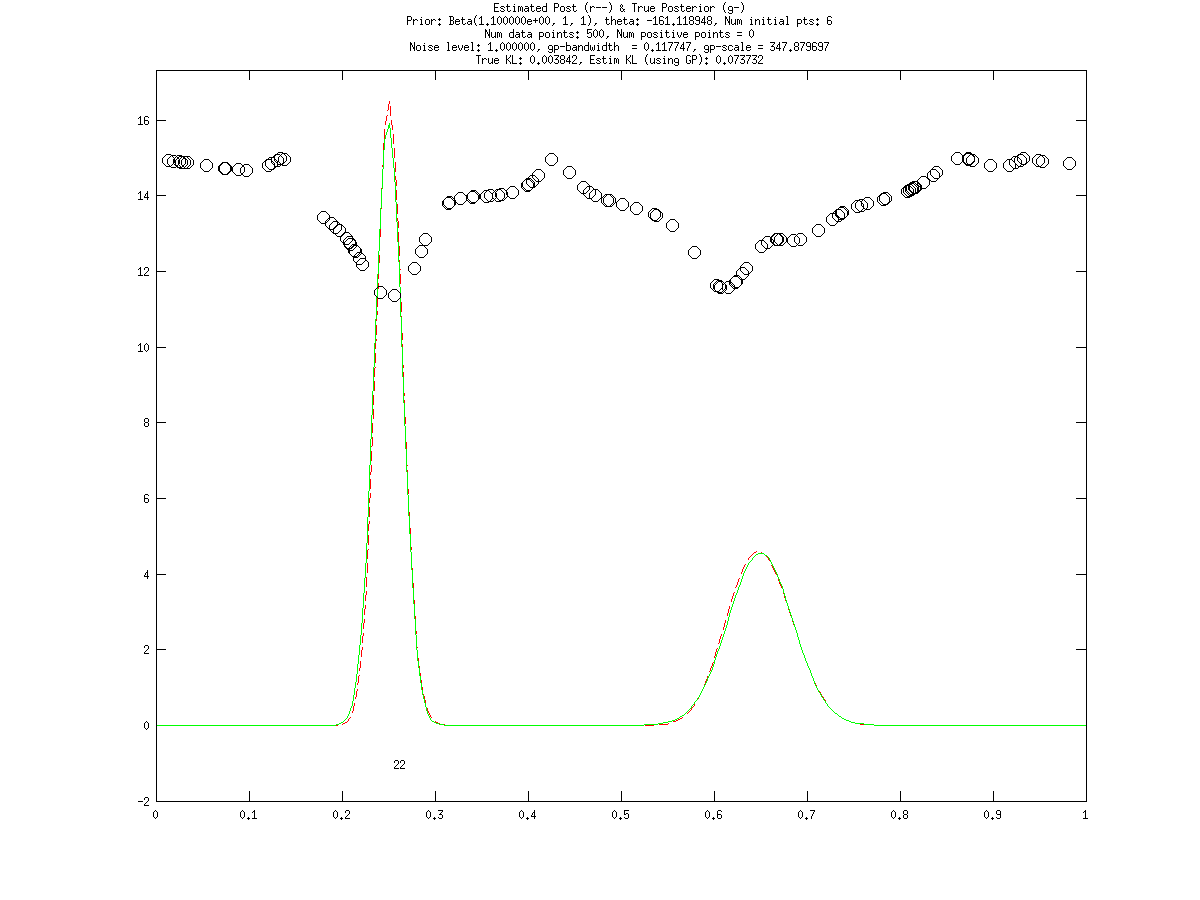 Estimated Post (r--) & True Posterior (g-)
Prior: Beta(1.100000e+00, 1, 1), theta: -161.118948, Num initial pts: 6
Num data points: 500, Num positive points = 0
Noise level: 1.000000, gp-bandwidth  = 0.117747, gp-scale = 347.879697
True KL: 0.003842, Estim KL (using GP): 0.073732
16
14
12
10
8
6
4
2
0
22
-2
0 0.1 0.2 0.3 0.4 0.5 0.6 0.7 0.8 0.9 1